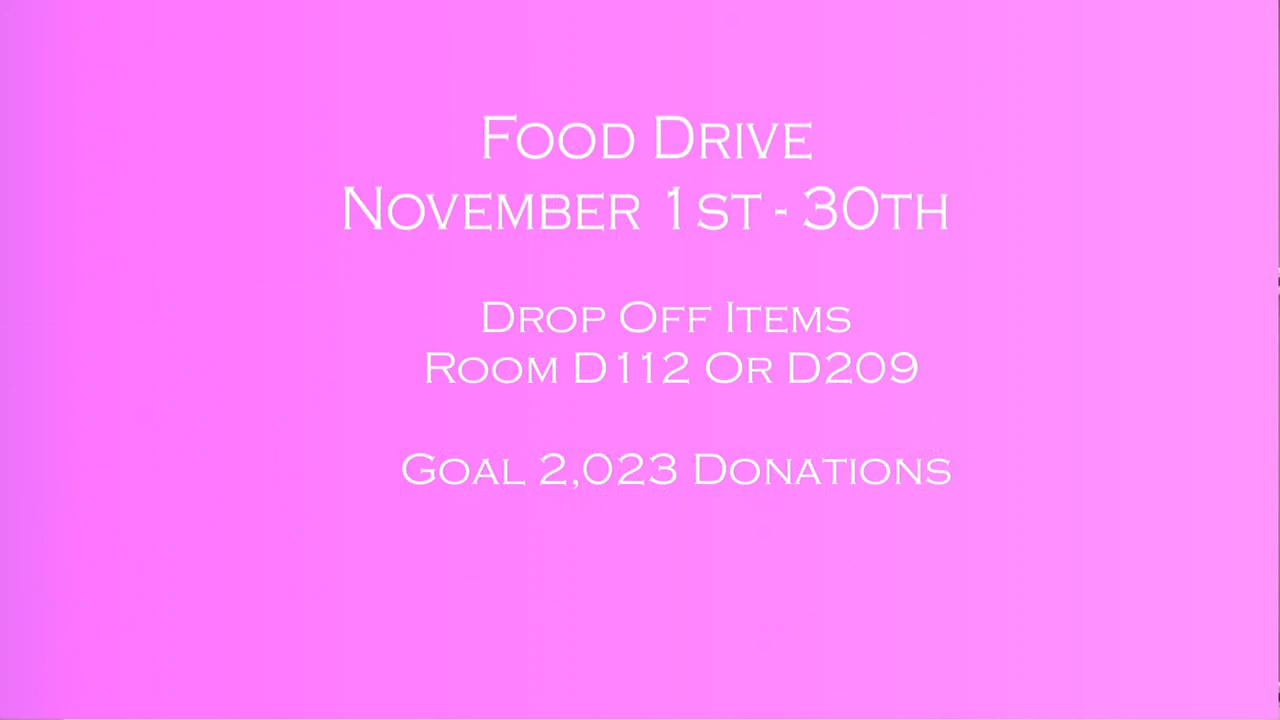 Food Drive
November 1st - 30th
Drop Off Items
Room D112 Or D209
Goal 2,023 Donations